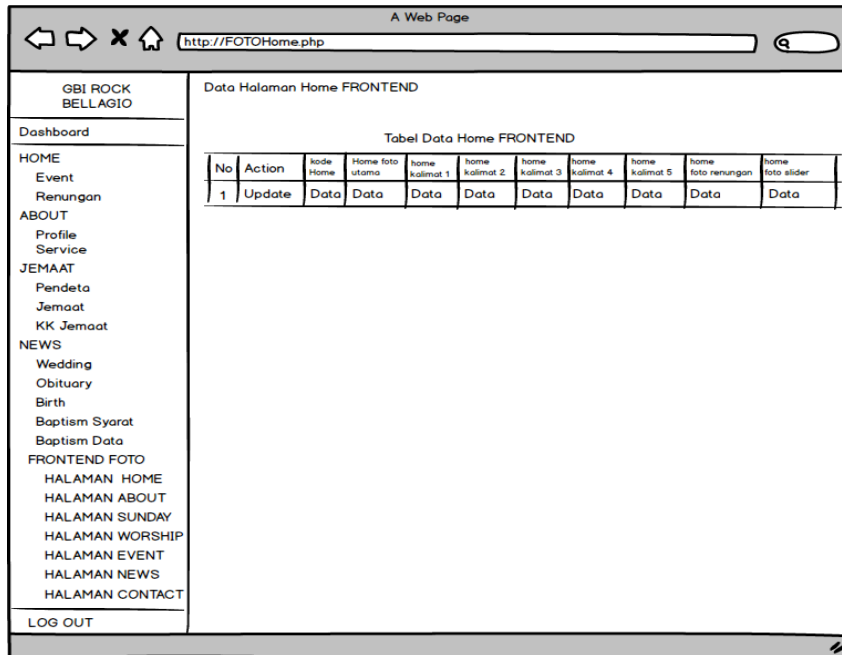 A Web Page
http://FOTOHome.php
GBI ROCK
BELLAGIO
Dashboard
HOME
Event
Renungan
ABOUT
Profile
Service
JEMAAT
Pendeta
Jemaat
KK Jemaat
NEWS
Wedding
Obituary
Birth
Baptism Syarat
Baptism Data
FRONTEND FOTO
HALAMAN HOME
HALAMAN ABOUT
HALAMAN SUNDAY
HALAMAN WORSHIP
HALAMAN EVENT
HALAMAN NEWS
HALAMAN CONTACT
LOG OUT
Data Halaman Home FRONTEND
Tabel Data Home FRONTEND
No Action kode Home Home foto utama home kalimat 1 home kalimat 2 home kalimat 3 home kalimat 4 home kalimat 5 home foto renungan home foto slider
1 Update Data Data Data Data Data Data Data Data Data